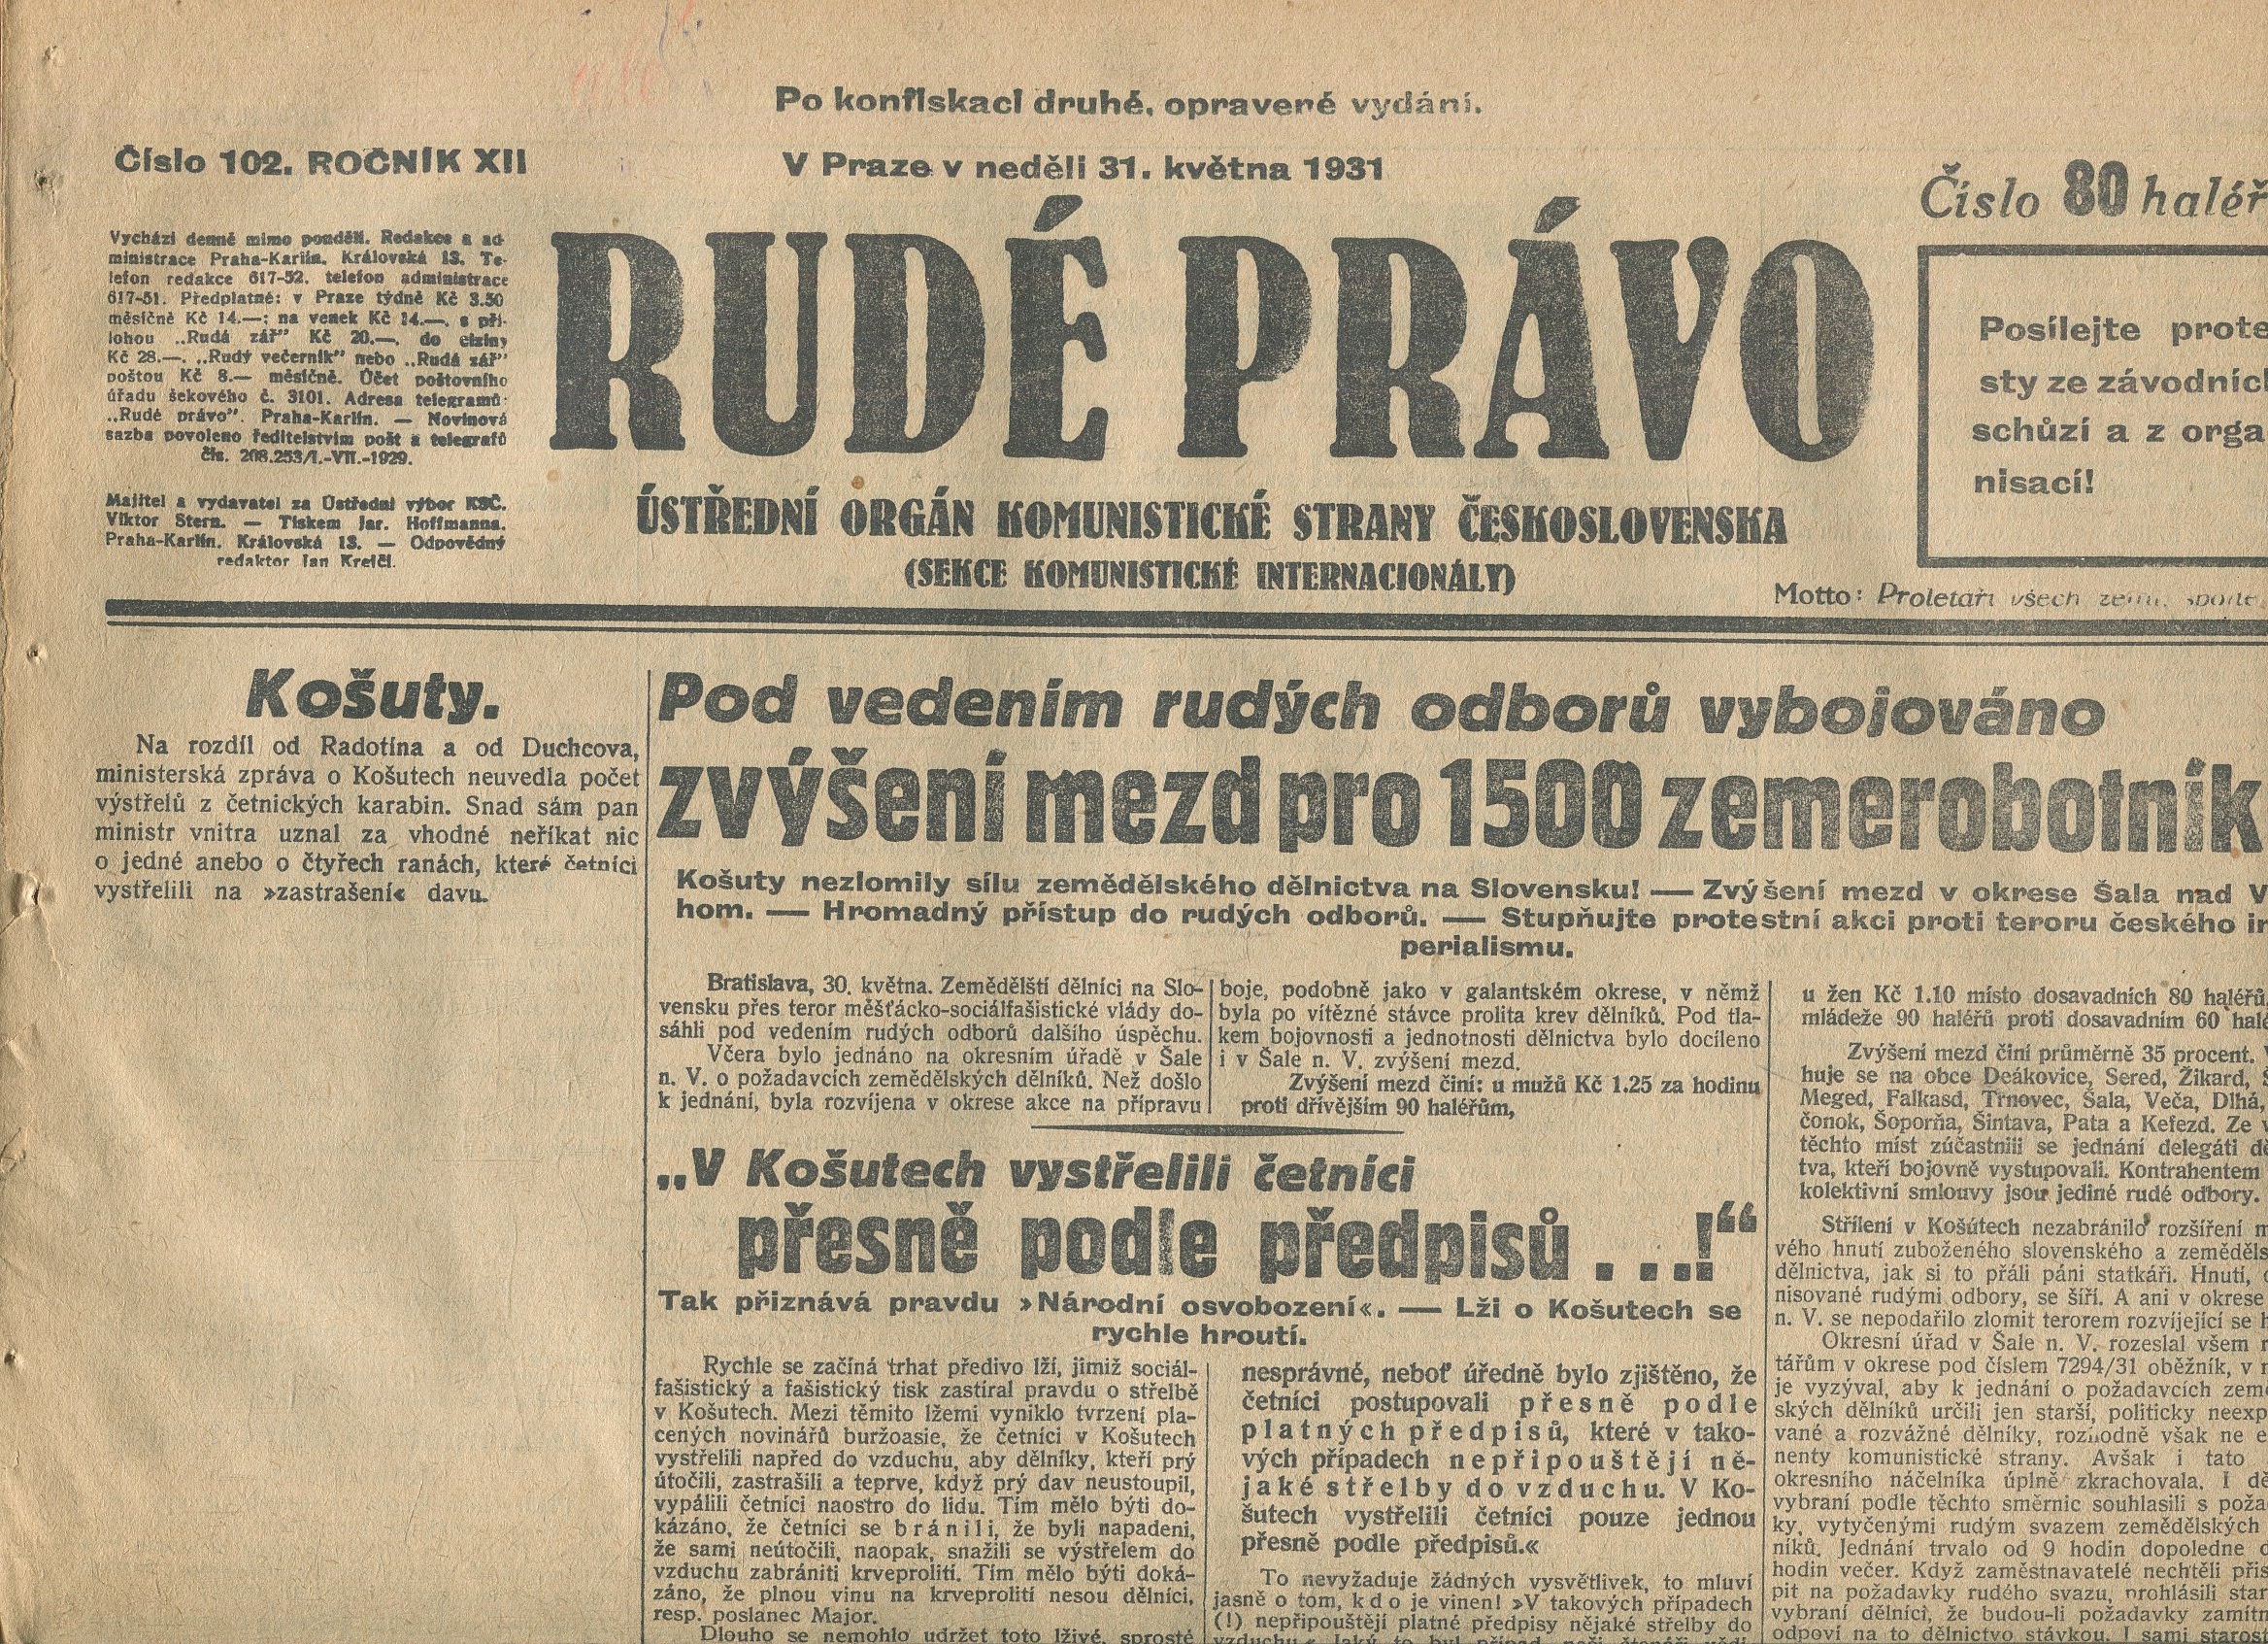 Po konfiskaci druhé, opravené vydání.
Číslo 102. ROČNÍK XII
V Praze v neděli 31. května 1931
Číslo 80 haléř
Vychází denně mimo pondělí. Redakce a ad-
ministrace Praha-Karlín, Královská 13. Te-
lefon redakce 617-52, telefon administrace
617-51. Předplatné: v Praze týdně Kč 3.50
měsíčně Kč 14.—; na venek Kč 14.—, s pří-
lohou „Rudá zář” Kč 20.—, do ciziny
Kč 28.—. „Rudý večerník” nebo „Rudá zář”
poštou Kč 8.— měsíčně. Účet poštovního
úřadu šekového č. 3101. Adresa telegramů:
„Rudé právo”. Praha-Karlín. — Novinová
sazba povoleno ředitelstvím pošt a telegrafů
čís. 208.253/I.-VII.-1929.
Majitel a vydavatel za Ústřední výbor KSČ.
Viktor Stern. — Tiskem Jar. Hoffmanna.
Praha-Karlín, Královská 13. — Odpovědný
redaktor Jan Krejčí.
RUDÉ PRÁVO
ÚSTŘEDNÍ ORGÁN KOMUNISTICKÉ STRANY ČESKOSLOVENSKA
(SEKCE KOMUNISTICKÉ INTERNACIONÁLY)
Posílejte prote
sty ze závodníc
schůzí a z orga
nisací!
Motto: Proletáři všech zemí, spojte
Košuty.
Na rozdíl od Radotína a od Duchcova,
ministerská zpráva o Košutech neuvedla počet
výstřelů z četnických karabin. Snad sám pan
ministr vnitra uznal za vhodné neříkat nic
o jedné anebo o čtyřech ranách, které četníci
vystřelili na »zastrašení« davu.
Pod vedením rudých odborů vybojováno
zvýšení mezd pro 1500 zemerobotník
Košuty nezlomily sílu zemědělského dělnictva na Slovensku! — Zvýšení mezd v okrese Šala nad V
hom. — Hromadný přístup do rudých odborů. — Stupňujte protestní akci proti teroru českého im
perialismu.
Bratislava, 30. května. Zemědělští dělníci na Slo-
vensku přes teror měšťácko-sociálfašistické vlády do-
sáhli pod vedením rudých odborů dalšího úspěchu.
Včera bylo jednáno na okresním úřadě v Šale
n. V. o požadavcích zemědělských dělníků. Než došlo
k jednání, byla rozvíjena v okrese akce na přípravu
boje, podobně jako v galantském okrese, v němž
byla po vítězné stávce prolita krev dělníků. Pod tla-
kem bojovnosti a jednotnosti dělnictva bylo docíleno
i v Šale n. V. zvýšení mezd.
Zvýšení mezd činí: u mužů Kč 1.25 za hodinu
proti dřívějším 90 haléřům,
u žen Kč 1.10 místo dosavadních 80 haléřů,
mládeže 90 haléřů proti dosavadním 60 halé
Zvýšení mezd činí průměrně 35 procent. V
huje se na obce Deákovice, Sered, Žikard, Š
Meged, Falkasd, Trnovec, Šala, Veča, Dlhá,
čonok, Šoporňa, Šintava, Pata a Kefezd. Ze v
těchto míst zúčastnili se jednání delegáti dě
tva, kteří bojovně vystupovali. Kontrahentem
kolektivní smlouvy jsou jediné rudé odbory.
Střílení v Košútech nezabránilo rozšíření m
vého hnutí zuboženého slovenského a zeměděls
dělnictva, jak si to přáli páni statkáři. Hnutí, o
nisované rudými odbory, se šíří. A ani v okrese
n. V. se nepodařilo zlomit terorem rozvíjející se h
Okresní úřad v Šale n. V. rozeslal všem n
tářům v okrese pod číslem 7294/31 oběžník, v n
je vyzýval, aby k jednání o požadavcích země
ských dělníků určili jen starší, politicky neexp
vané a rozvážné dělníky, rozhodně však ne e
nenty komunistické strany. Avšak i tato
okresního náčelníka úplně zkrachovala. I dě
vybraní podle těchto směrnic souhlasili s poža
ky, vytyčenými rudým svazem zemědělských
níků. Jednání trvalo od 9 hodin dopoledne d
hodin večer. Když zaměstnavatelé nechtěli přis
pit na požadavky rudého svazu, prohlásili star
vybraní dělníci, že budou-li požadavky zamítn
odpoví na to dělnictvo stávkou. I sami staros
„V Košutech vystřelili četníci
přesně podle předpisů . . .!“
Tak přiznává pravdu »Národní osvobození«. — Lži o Košutech se
rychle hroutí.
Rychle se začíná trhat předivo lží, jimiž sociál-
fašistický a fašistický tisk zastíral pravdu o střelbě
v Košutech. Mezi těmito lžemi vyniklo tvrzení pla-
cených novinářů buržoasie, že četníci v Košutech
vystřelili napřed do vzduchu, aby dělníky, kteří prý
útočili, zastrašili a teprve, když prý dav neustoupil,
vypálili četníci naostro do lidu. Tím mělo býti do-
kázáno, že četníci se bránili, že byli napadeni,
že sami neútočili, naopak, snažili se výstřelem do
vzduchu zabrániti krveprolití. Tím mělo býti doká-
záno, že plnou vinu na krveprolití nesou dělníci,
resp. poslanec Major.
Dlouho se nemohlo udržet toto lživé, sprosté
nesprávné, neboť úředně bylo zjištěno, že
četníci postupovali přesně podle
platných předpisů, které v tako-
vých případech nepřipouštějí ně-
jaké střelby do vzduchu. V Ko-
šutech vystřelili četníci pouze jednou
přesně podle předpisů.«
To nevyžaduje žádných vysvětlivek, to mluví
jasně o tom, kdo je vinen! »V takových případech
(!) nepřipouštějí platné předpisy nějaké střelby do